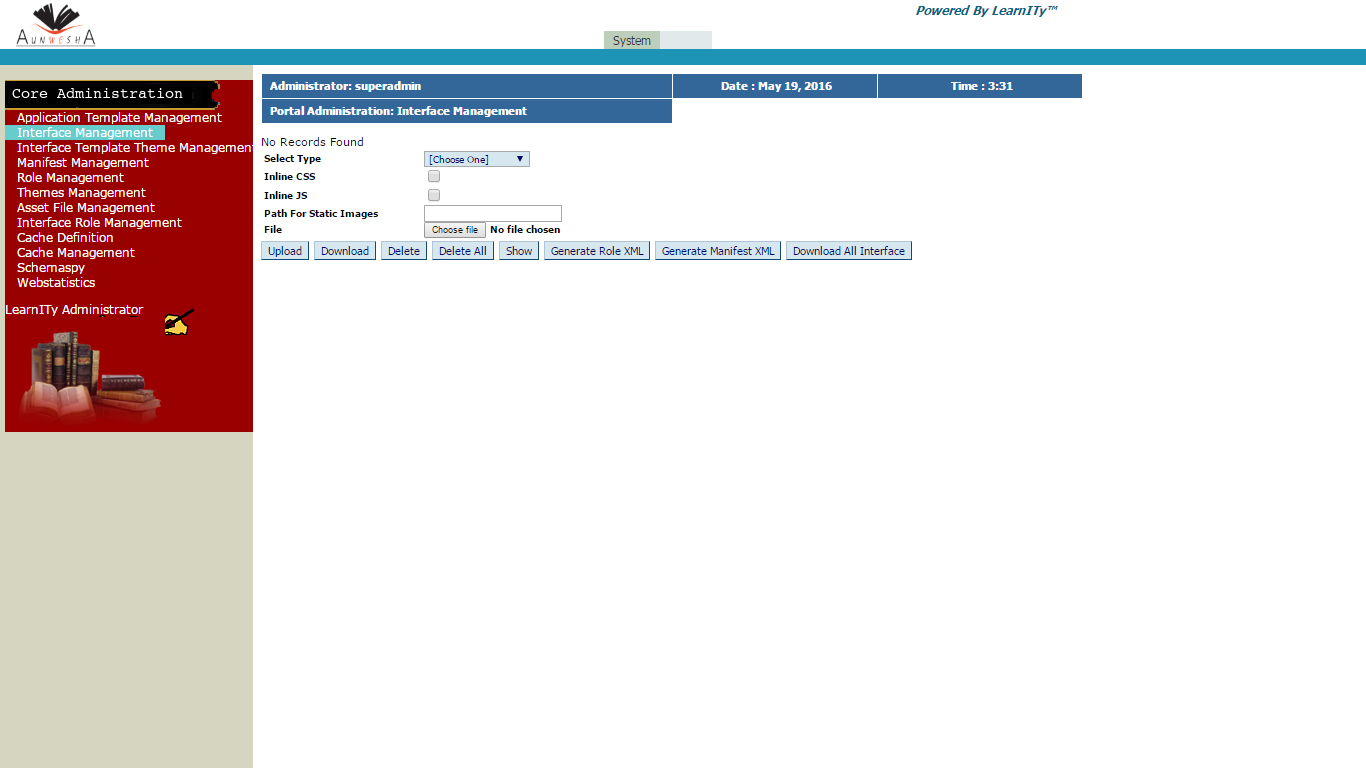 Powered By LearnITy™
AUNWESHA
System
Core Administration
Application Template Management
Interface Management
Interface Template Theme Management
Manifest Management
Role Management
Themes Management
Asset File Management
Interface Role Management
Cache Definition
Cache Management
Schemaspy
Webstatistics
LearnITy Administrator
Administrator: superadmin Date : May 19, 2016 Time : 3:31
Portal Administration: Interface Management
No Records Found
Select Type [Choose One]
Inline CSS
Inline JS
Path For Static Images
File Choose file No file chosen
Upload Download Delete Delete All Show Generate Role XML Generate Manifest XML Download All Interface